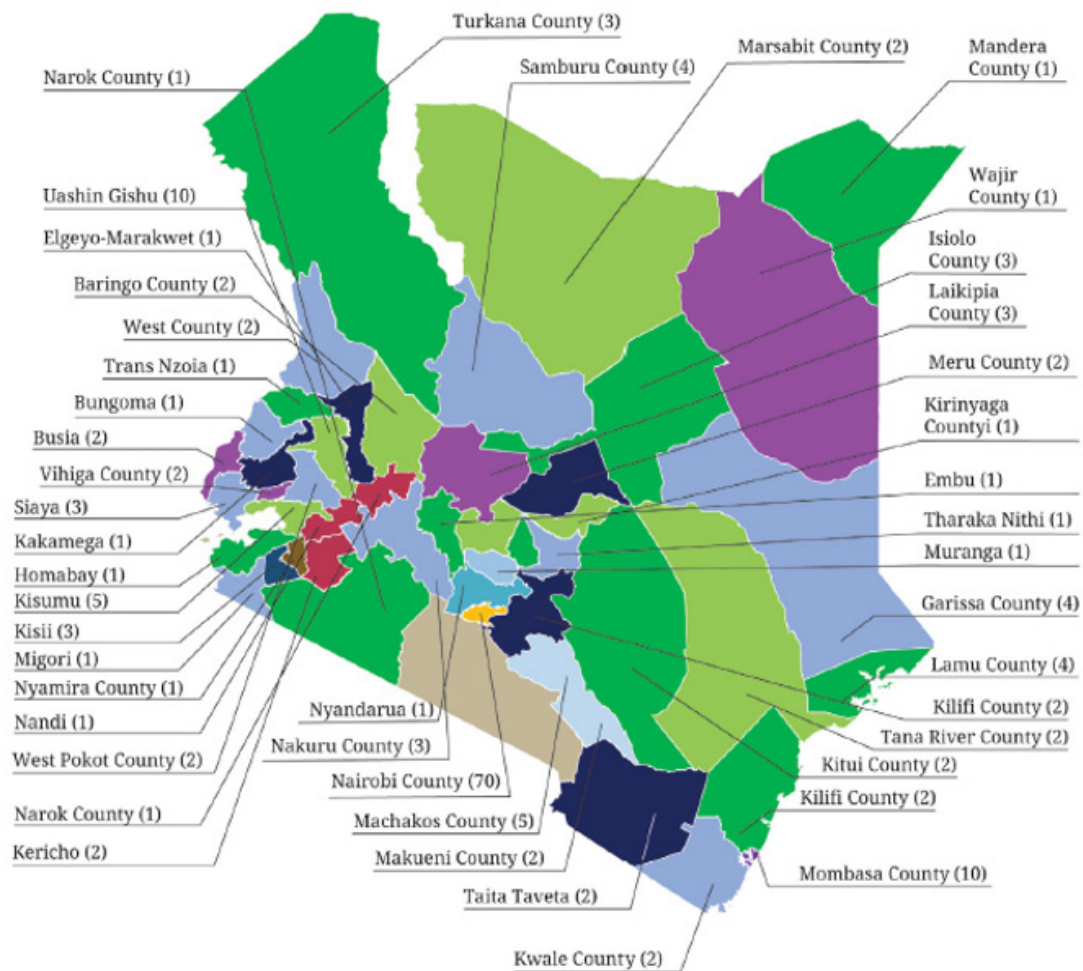 Turkana County (3)
Marsabit County (2)
Mandera
County (1)
Narok County (1)
Samburu County (4)
Wajir
County (1)
Uashin Gishu (10)
Isiolo
County (3)
Elgeyo-Marakwet (1)
Baringo County (2)
Laikipia
County (3)
West County (2)
Trans Nzoia (1)
Meru County (2)
Bungoma (1)
Kirinyaga
Countyi (1)
Busia (2)
Vihiga County (2)
Embu (1)
Siaya (3)
Tharaka Nithi (1)
Kakamega (1)
Muranga (1)
Homabay (1)
Kisumu (5)
Garissa County (4)
Kisii (3)
Migori (1)
Lamu County (4)
Nyamira County (1)
Nyandarua (1)
Kilifi County (2)
Nandi (1)
Tana River County (2)
Nakuru County (3)
West Pokot County (2)
Kitui County (2)
Nairobi County (70)
Kilifi County (2)
Narok County (1)
Machakos County (5)
Kericho (2)
Makueni County (2)
Mombasa County (10)
Taita Taveta (2)
Kwale County (2)